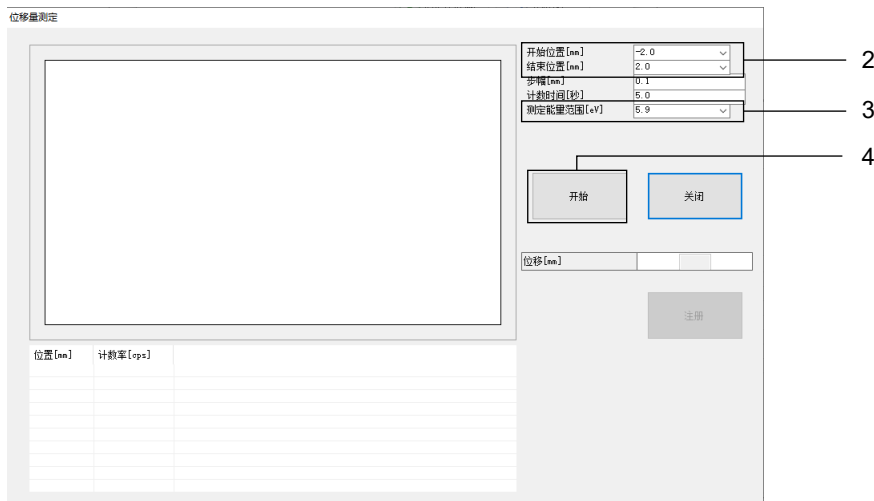 位移量测定
开始位置[mm] -2.0
结束位置[mm] 2.0
2
步幅[mm] 0.1
计数时间[秒] 5.0
测定能量范围[eV] 5.9
3
4
开始 关闭
位移[mm]
注册
位置[mm] 计数率[cps]